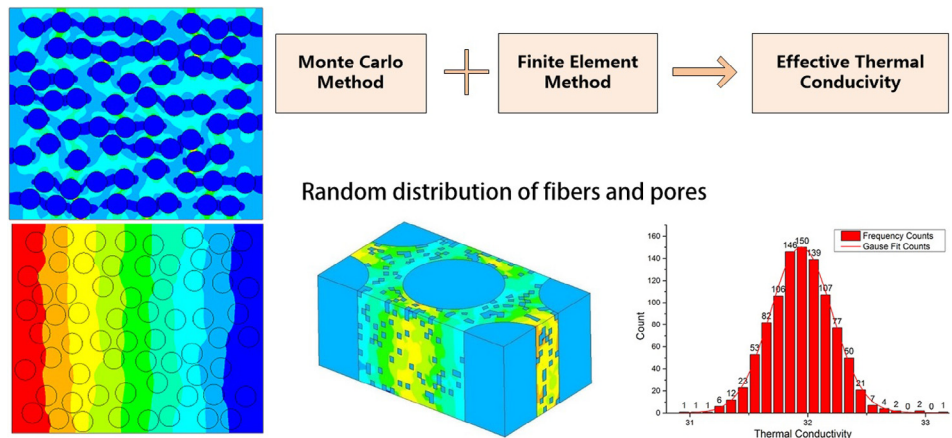 Monte Carlo
Method
Finite Element
Method
Effective Thermal
Conducivity
Random distribution of fibers and pores
Frequency Counts
Gause Fit Counts
160
140
120
100
80
60
40
20
0
Count
1 1 1 6 12 23 53 82 106 146 150 139 107 77 50 21 7 4 2 0 2 0 1
31 32 33
Thermal Conductivity